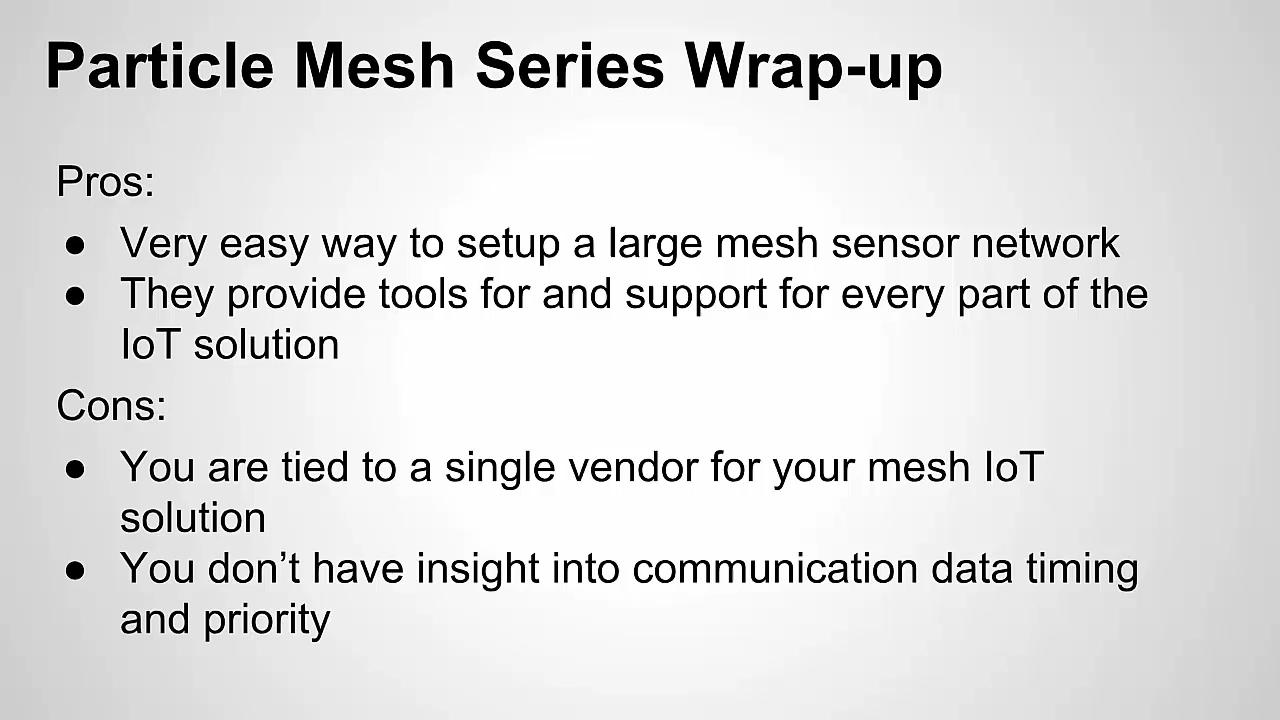 Particle Mesh Series Wrap-up
Pros:
● Very easy way to setup a large mesh sensor network
● They provide tools for and support for every part of the
IoT solution
Cons:
● You are tied to a single vendor for your mesh IoT
solution
● You don’t have insight into communication data timing
and priority